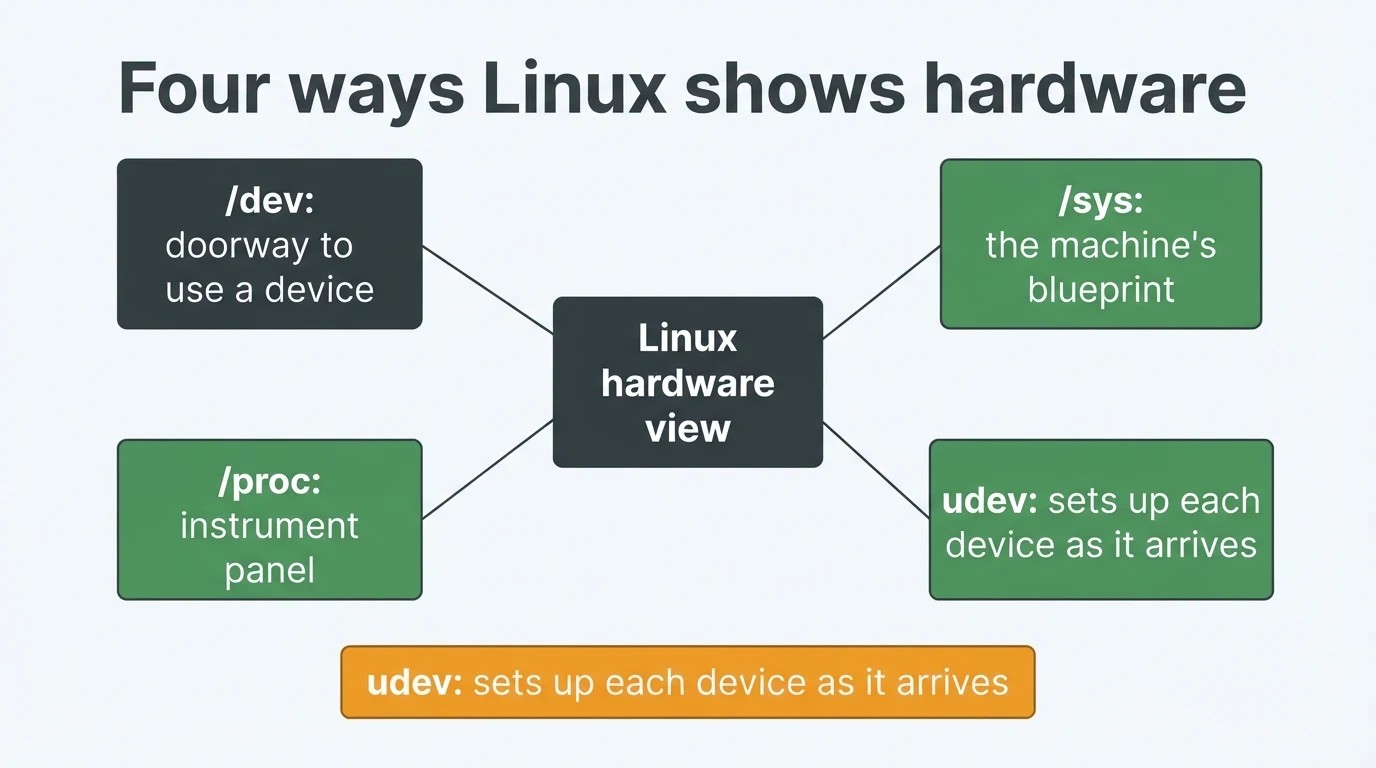 Four ways Linux shows hardware
/dev:
doorway to
use a device
/sys:
the machine's
blueprint
Linux
hardware
view
/proc:
instrument
panel
udev: sets up each
device as it arrives
udev: sets up each device as it arrives